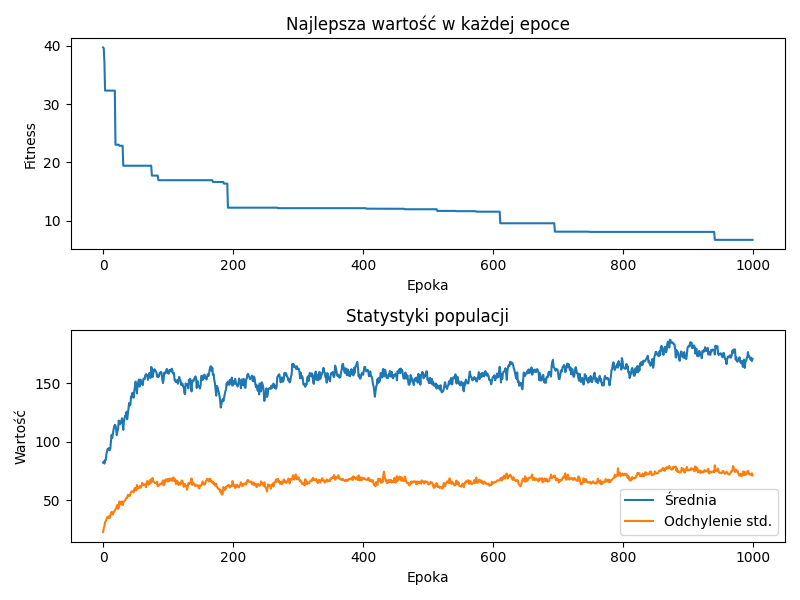 Najlepsza wartość w każdej epoce
40
30
20
10
Fitness
0 200 400 600 800 1000
Epoka
Statystyki populacji
150
100
50
Wartość
Średnia
Odchylenie std.
0 200 400 600 800 1000
Epoka